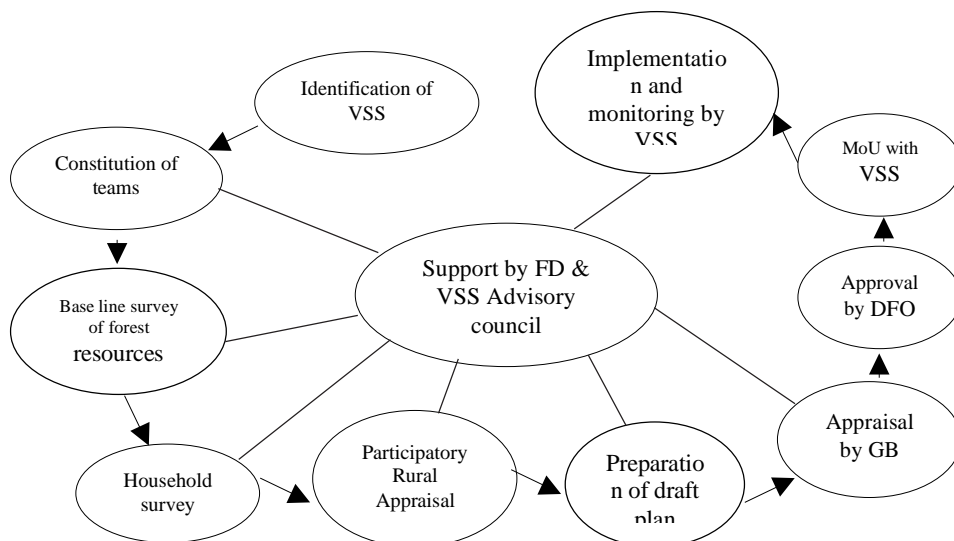 Identification of
VSS
Constitution of
teams
Base line survey
of forest
resources
Household
survey
Participatory
Rural
Appraisal
Preparatio
n of draft
plan
Appraisal
by GB
Approval
by DFO
MoU with
VSS
Implementatio
n and
monitoring by
VSS
Support by FD &
VSS Advisory
council